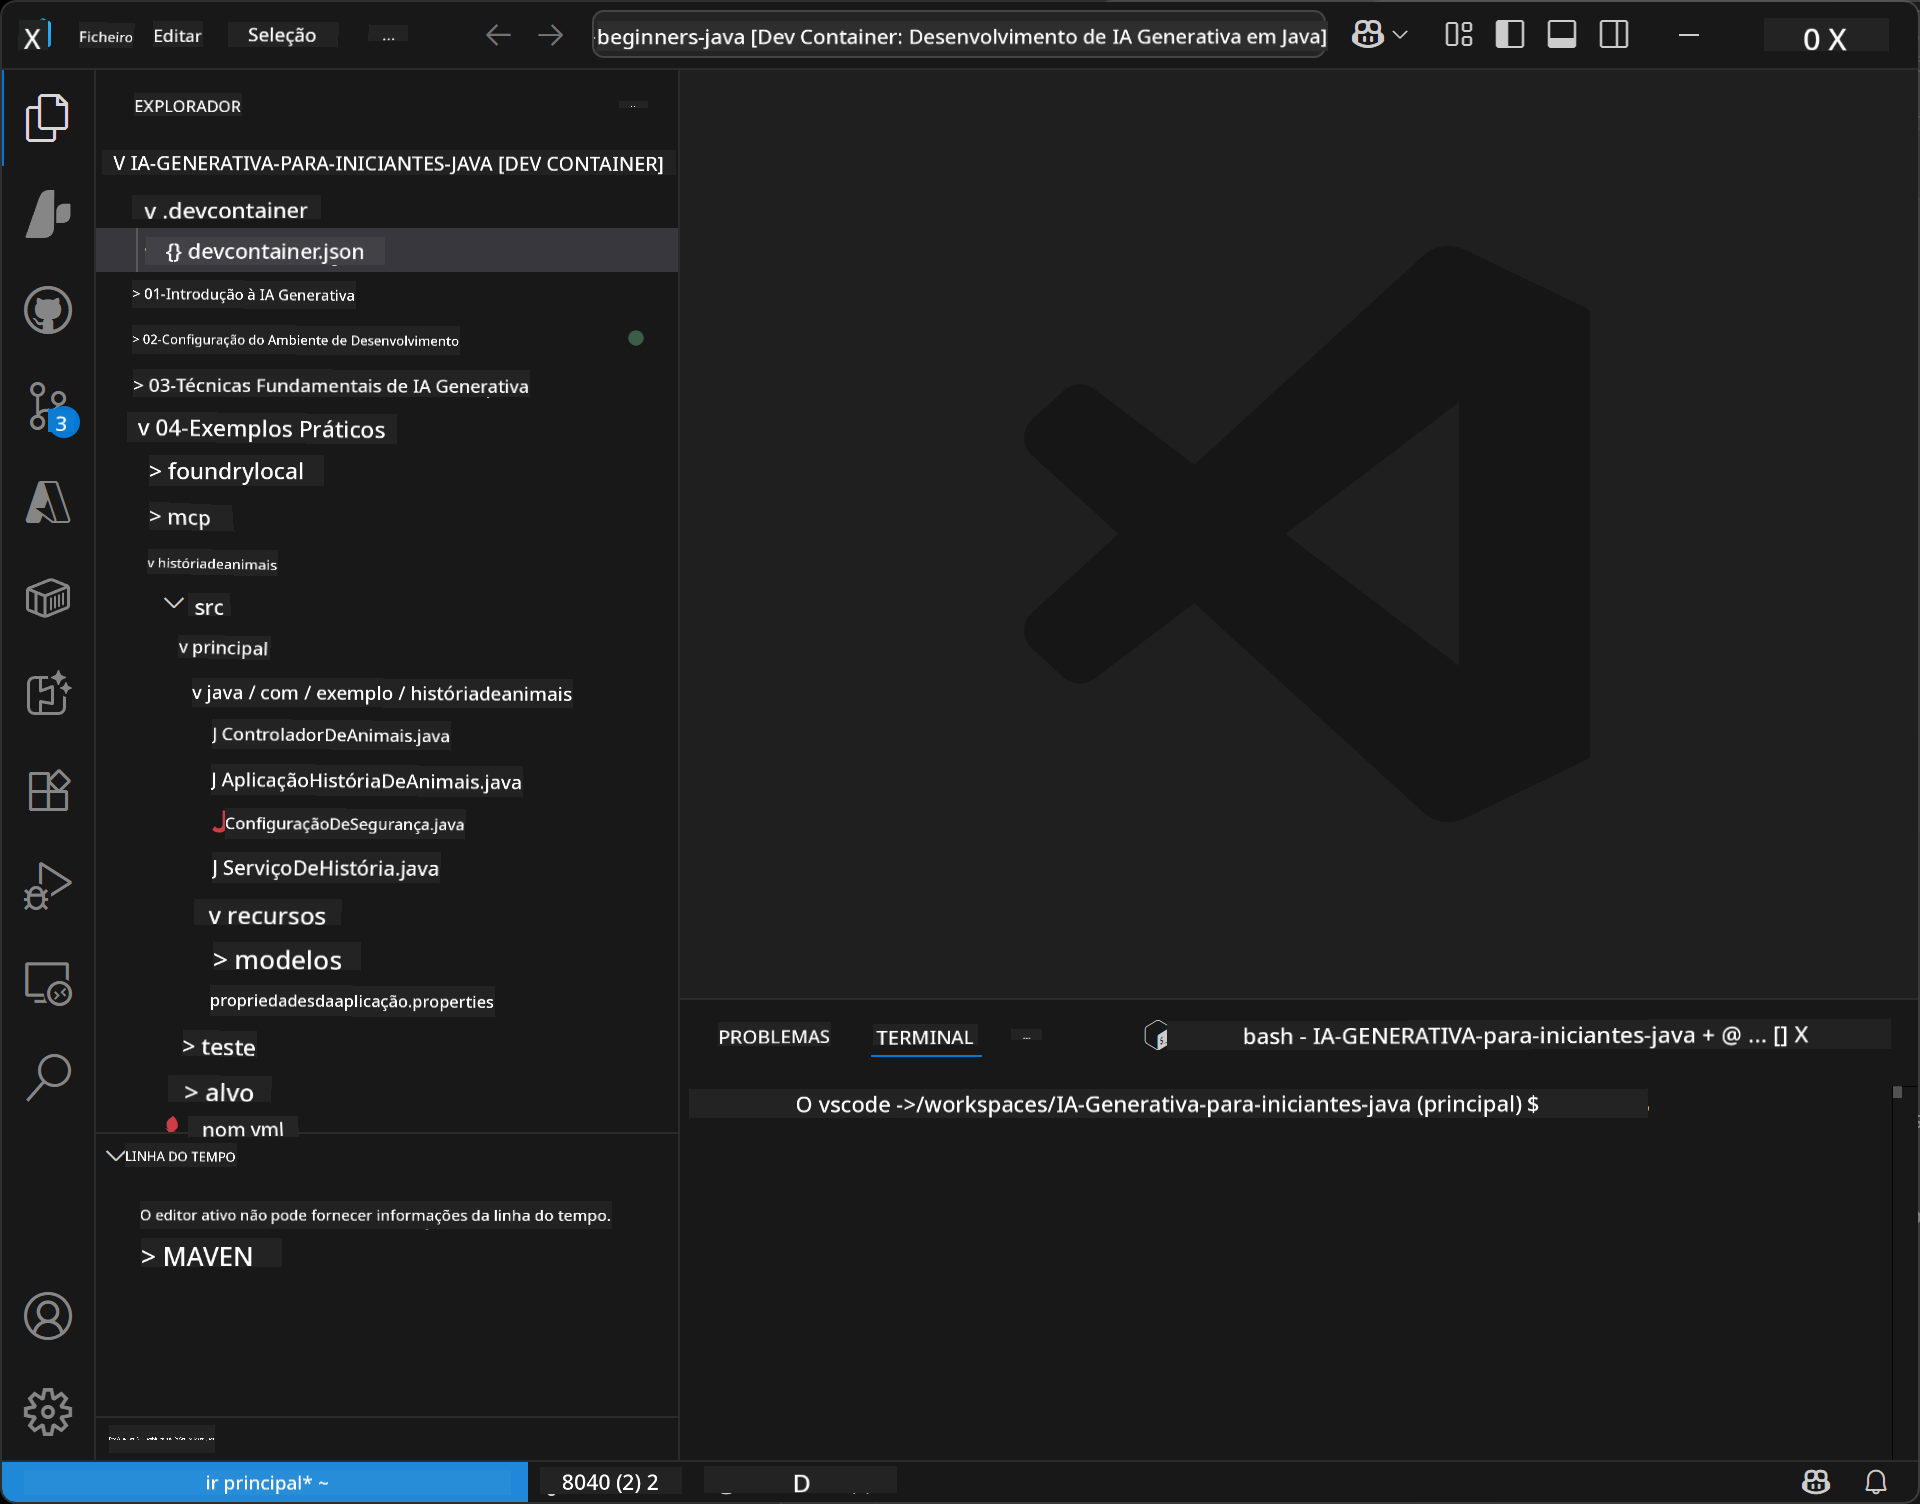 Ficheiro Editar Seleção ...
beginners-java [Dev Container: Desenvolvimento de IA Generativa em Java]
0 X
EXPLORADOR
V IA-GENERATIVA-PARA-INICIANTES-JAVA [DEV CONTAINER]
v .devcontainer
{} devcontainer.json
> 01-Introdução à IA Generativa
> 02-Configuração do Ambiente de Desenvolvimento
> 03-Técnicas Fundamentais de IA Generativa
v 04-Exemplos Práticos
> foundrylocal
> mcp
v históriadeanimais
src
v principal
v java / com / exemplo / históriadeanimais
J ControladorDeAnimais.java
J AplicaçãoHistóriaDeAnimais.java
ConfiguraçãoDeSegurança.java
J ServiçoDeHistória.java
v recursos
> modelos
propriedadesdaaplicação.properties
> teste
> alvo
nom yml
LINHA DO TEMPO
O editor ativo não pode fornecer informações da linha do tempo.
> MAVEN
3
PROBLEMAS TERMINAL ...
bash - IA-GENERATIVA-para-iniciantes-java + @ ... [] X
O vscode ->/workspaces/IA-Generativa-para-iniciantes-java (principal) $
ir principal* ~
8040 (2) 2
D